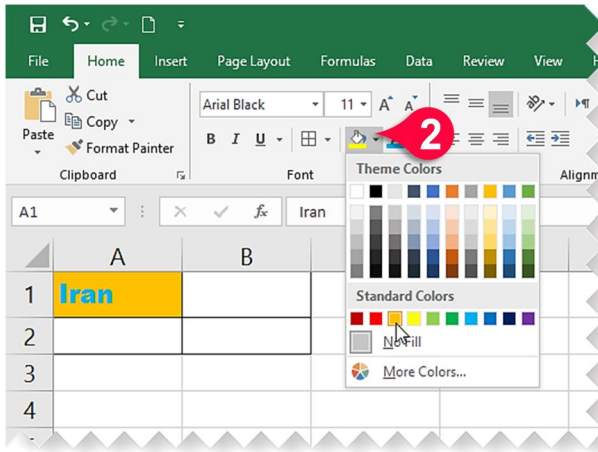 File Home Insert Page Layout Formulas Data Review View
Cut
Copy
Format Painter
Paste
Clipboard
Arial Black 11 A A
B I U
Font
Alignm
2
Theme Colors
Standard Colors
No Fill
More Colors...
A1 fx Iran
A B
1 Iran
2
3
4